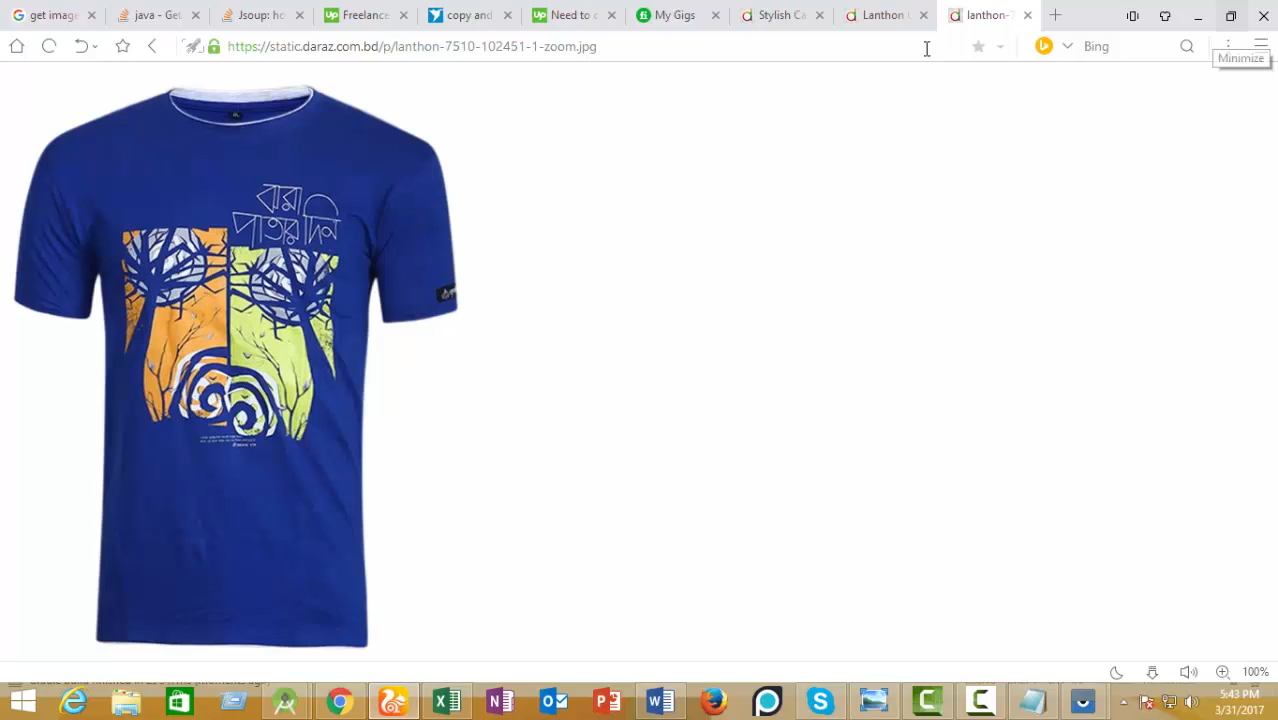 get image
java - Get
Jsoup: ho
Freelance
copy and
Need to c
My Gigs
Stylish Ca
Lanthon U
lanthon-7
https://static.daraz.com.bd/p/lanthon-7510-102451-1-zoom.jpg
Bing
Minimize
ঝরা
পাতার দিন
100%
5:43 PM
3/31/2017